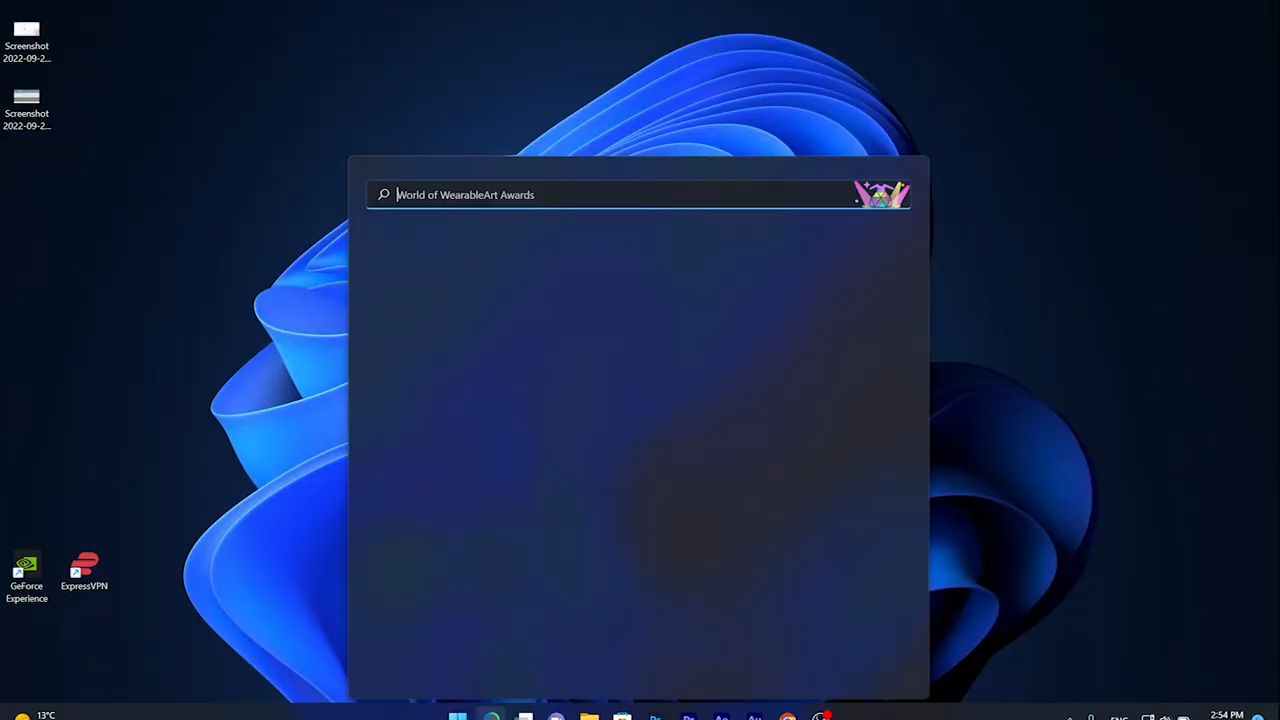 Screenshot
2022-09-2...
Screenshot
2022-09-2...
World of WearableArt Awards
GeForce
Experience
ExpressVPN
13°C
ENG
2:54 PM